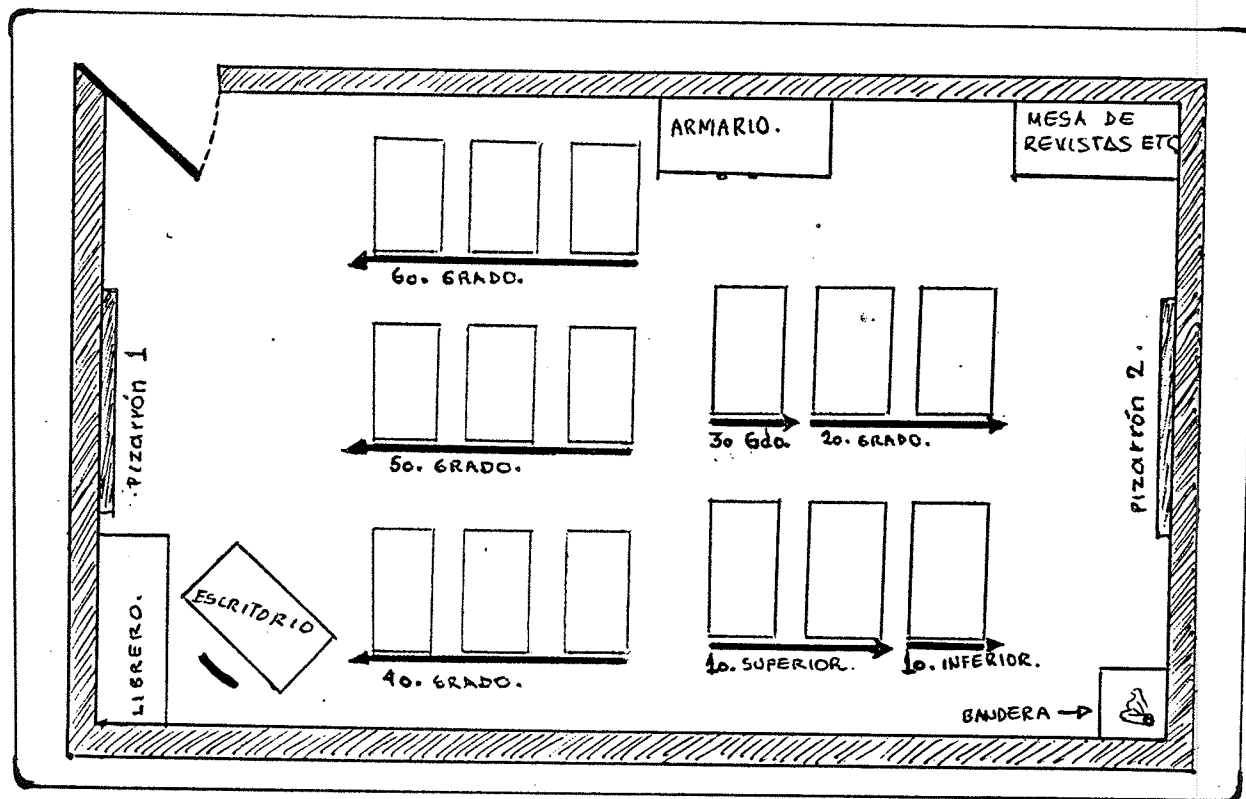 ARMARIO.
MESA DE
REVISTAS ETC
6o. GRADO.
Pizarrón 1
5o. GRADO.
3o Gdo.
2o. GRADO.
Pizarrón 2.
LIBRERO.
ESCRITORIO
4o. GRADO.
1o. SUPERIOR.
1o. INFERIOR.
BANDERA